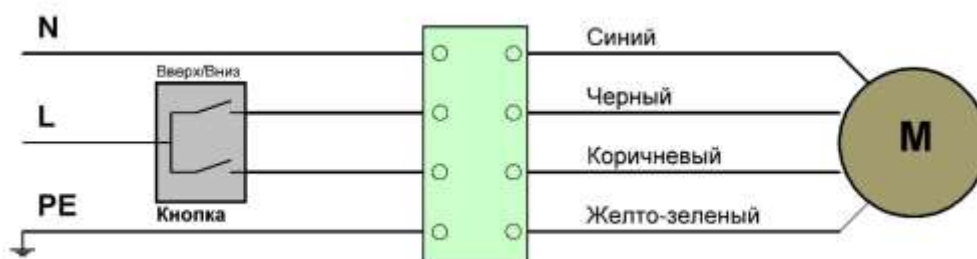 N
Синий
Вверх/Вниз
Черный
L
М
Коричневый
PE
Кнопка
Желто-зеленый